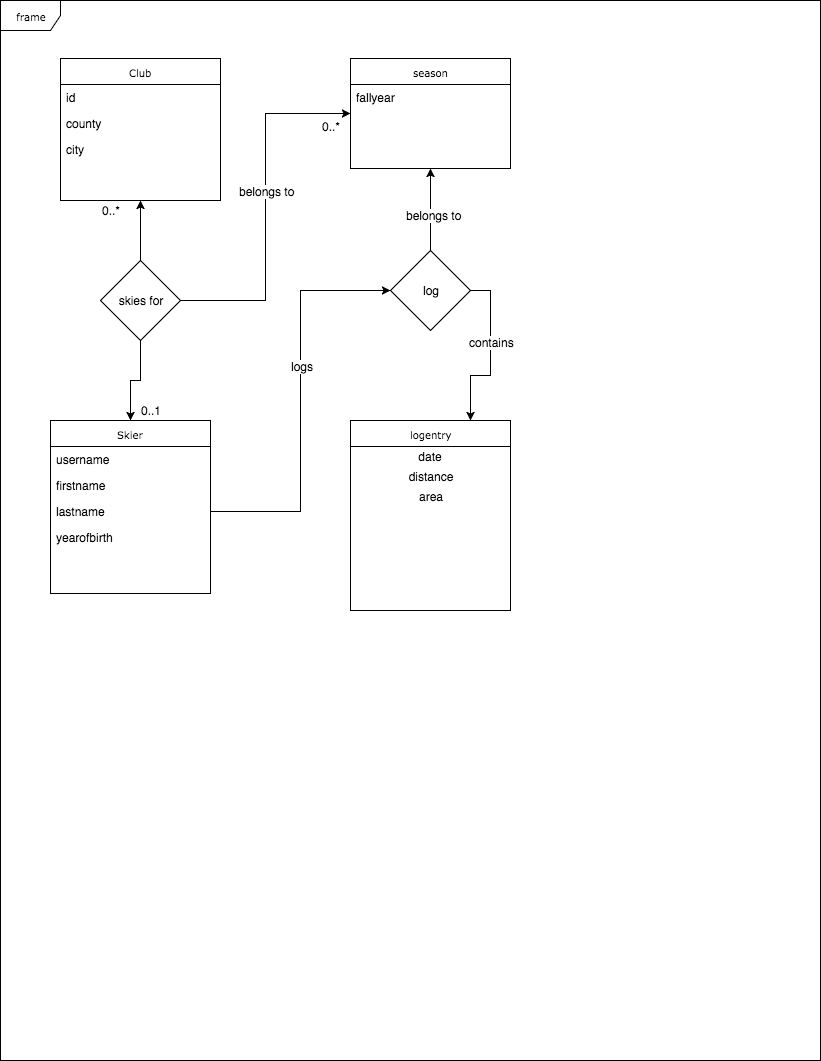 frame
Club
id
county
city
season
fallyear
0..*
belongs to
0..*
skies for
belongs to
log
contains
logs
0..1
Skier
username
firstname
lastname
yearofbirth
logentry
date
distance
area